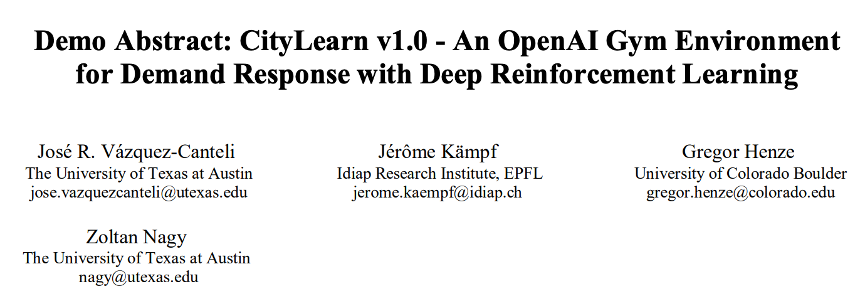 Demo Abstract: CityLearn v1.0 - An OpenAI Gym Environment
for Demand Response with Deep Reinforcement Learning
José R. Vázquez-Canteli
The University of Texas at Austin
jose.vazquezcanteli@utexas.edu
Jérôme Kämpf
Idiap Research Institute, EPFL
jerome.kaempf@idiap.ch
Gregor Henze
University of Colorado Boulder
gregor.henze@colorado.edu
Zoltan Nagy
The University of Texas at Austin
nagy@utexas.edu